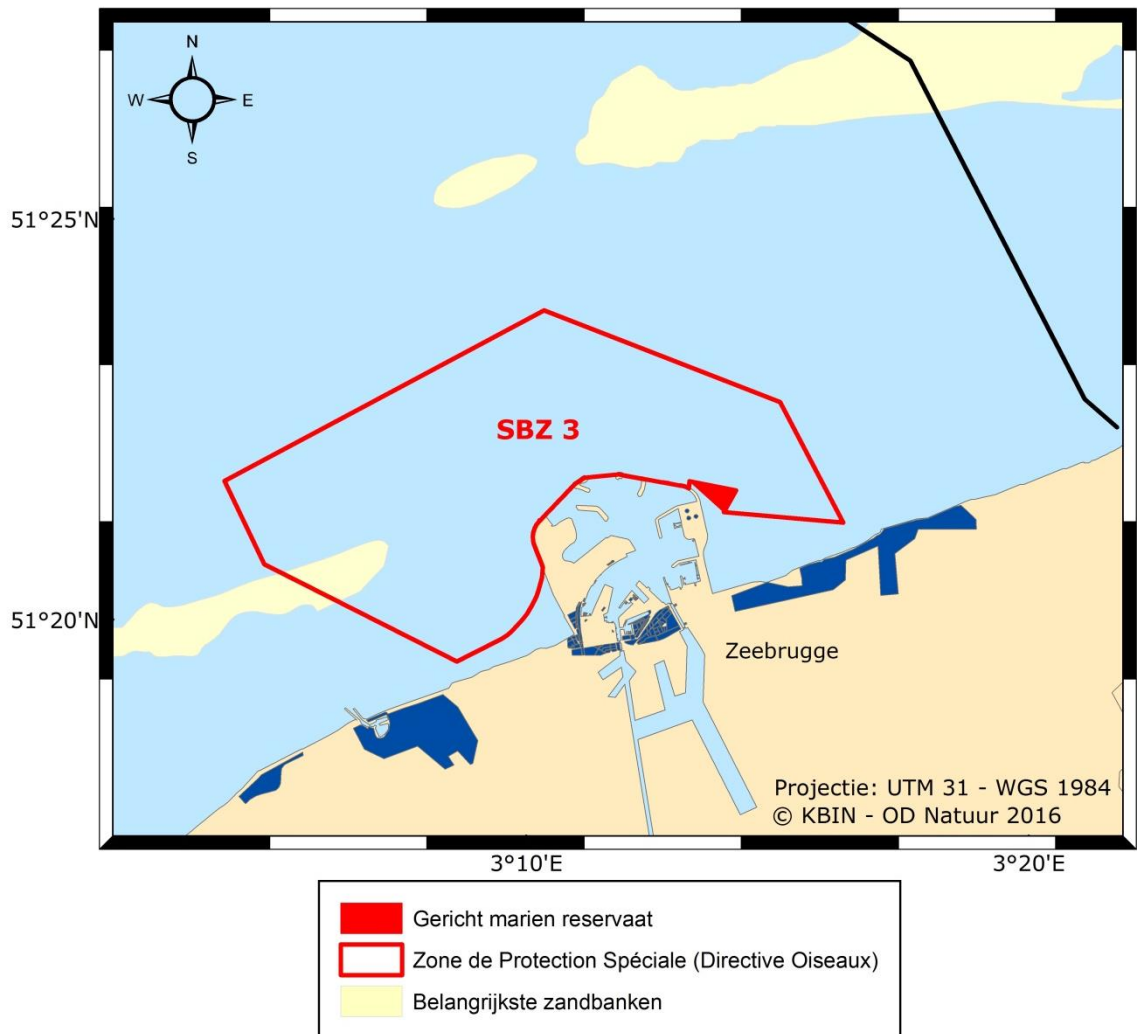 N
W E
S
51°25'N
SBZ 3
51°20'N
Zeebrugge
Projectie: UTM 31 - WGS 1984
© KBIN - OD Natuur 2016
3°10'E 3°20'E
Gericht marien reservaat
Zone de Protection Spéciale (Directive Oiseaux)
Belangrijkste zandbanken